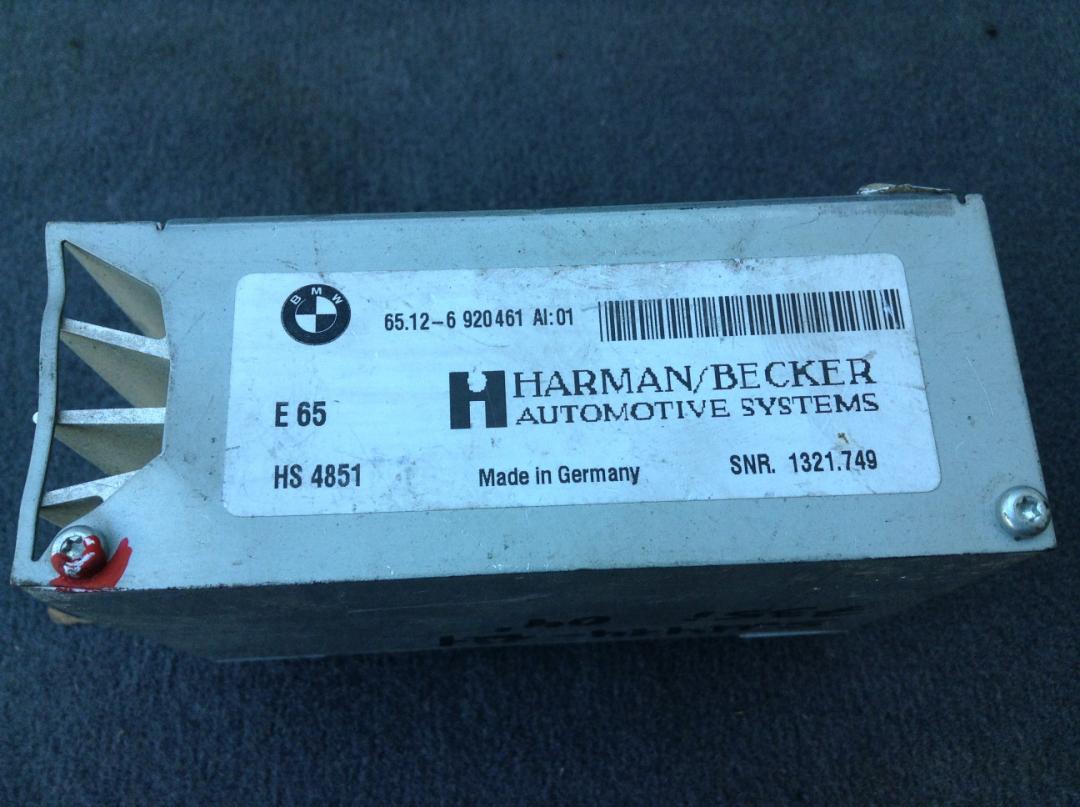 BMW
65.12-6 920461 AI:01
HARMAN/BECKER
AUTOMOTIVE SYSTEMS
E 65
HS 4851
Made in Germany
SNR. 1321.749